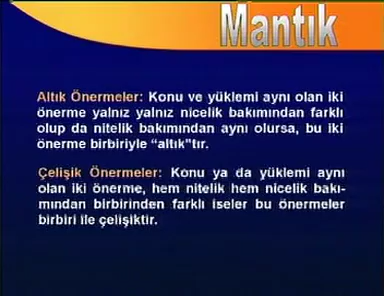 Mantık
Altık Önermeler: Konu ve yüklemi aynı olan iki
önerme yalnız yalnız nicelik bakımından farklı
olup da nitelik bakımından aynı olursa, bu iki
önerme birbiriyle "altık"tır.
Çelişik Önermeler: Konu ya da yüklemi aynı
olan iki önerme, hem nitelik hem nicelik bakı-
mından birbirinden farklı iseler bu önermeler
birbiri ile çelişiktir.